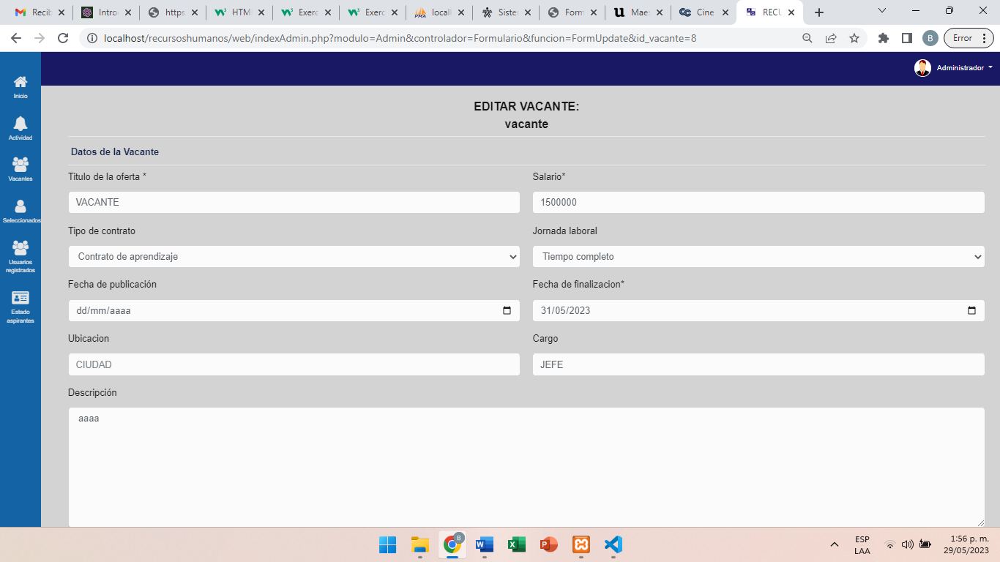 Recib
Intro
https
HTML
Exerc
Exerc
localh
Sister
Form
Maes
Cine
RECU
localhost/recursoshumanos/web/indexAdmin.php?modulo=Admin&controlador=Formulario&funcion=FormUpdate&id_vacante=8
B
Error
Administrador
Inicio
Actividad
Vacantes
Seleccionados
Usuarios
registrados
Estado
aspirantes
EDITAR VACANTE:
vacante
Datos de la Vacante
Titulo de la oferta *
Salario*
VACANTE
1500000
Tipo de contrato
Jornada laboral
Contrato de aprendizaje
Tiempo completo
Fecha de publicación
Fecha de finalizacion*
dd/mm/aaaa
31/05/2023
Ubicacion
Cargo
CIUDAD
JEFE
Descripción
aaaa
ESP
LAA
1:56 p. m.
29/05/2023